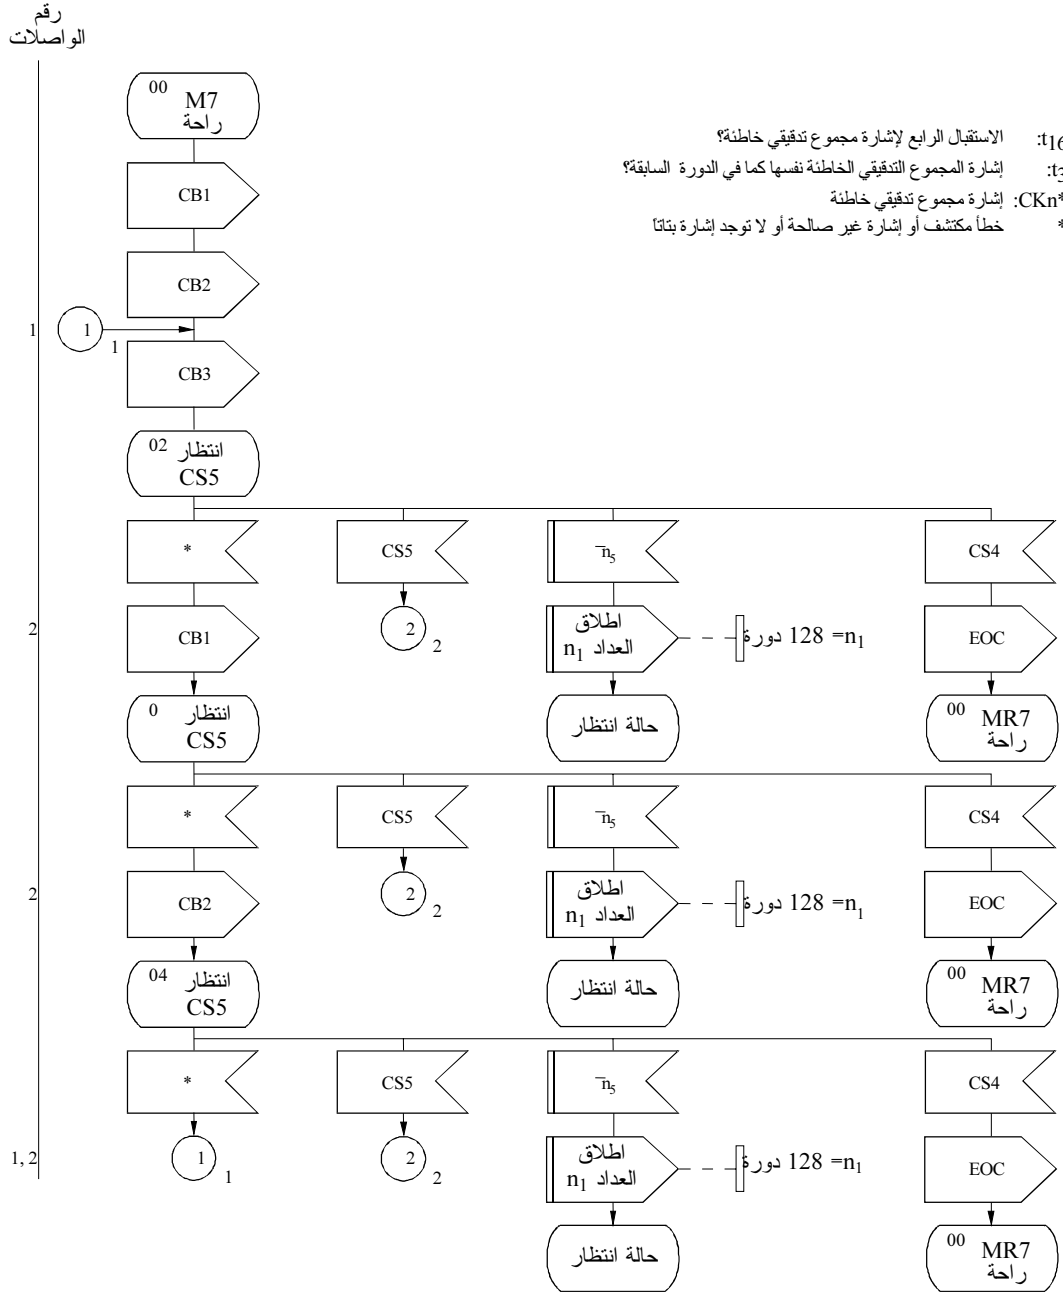 رقم
الواصلات
00
M7
راحة
t16: الاستقبال الرابع لإشارة مجموع تدقيقي خاطئة؟
t3: إشارة المجموع التدقيقي الخاطئة نفسها كما في الدورة السابقة؟
CKn*: إشارة مجموع تدقيقي خاطئة
* خطأ مكتشف أو إشارة غير صالحة أو لا توجد إشارة بتاتاً
CB1
CB2
1
1
1
CB3
02 انتظار
CS5
*
CS5
n̅5
CS4
2
CB1
2
2
اطلاق
العداد n1
n1= 128 دورة
EOC
0 انتظار
CS5
حالة انتظار
00
MR7
راحة
*
CS5
n̅5
CS4
2
CB2
2
2
اطلاق
العداد n1
n1= 128 دورة
EOC
04 انتظار
CS5
حالة انتظار
00
MR7
راحة
*
CS5
n̅5
CS4
1, 2
1
1
2
2
اطلاق
العداد n1
n1= 128 دورة
EOC
حالة انتظار
00
MR7
راحة